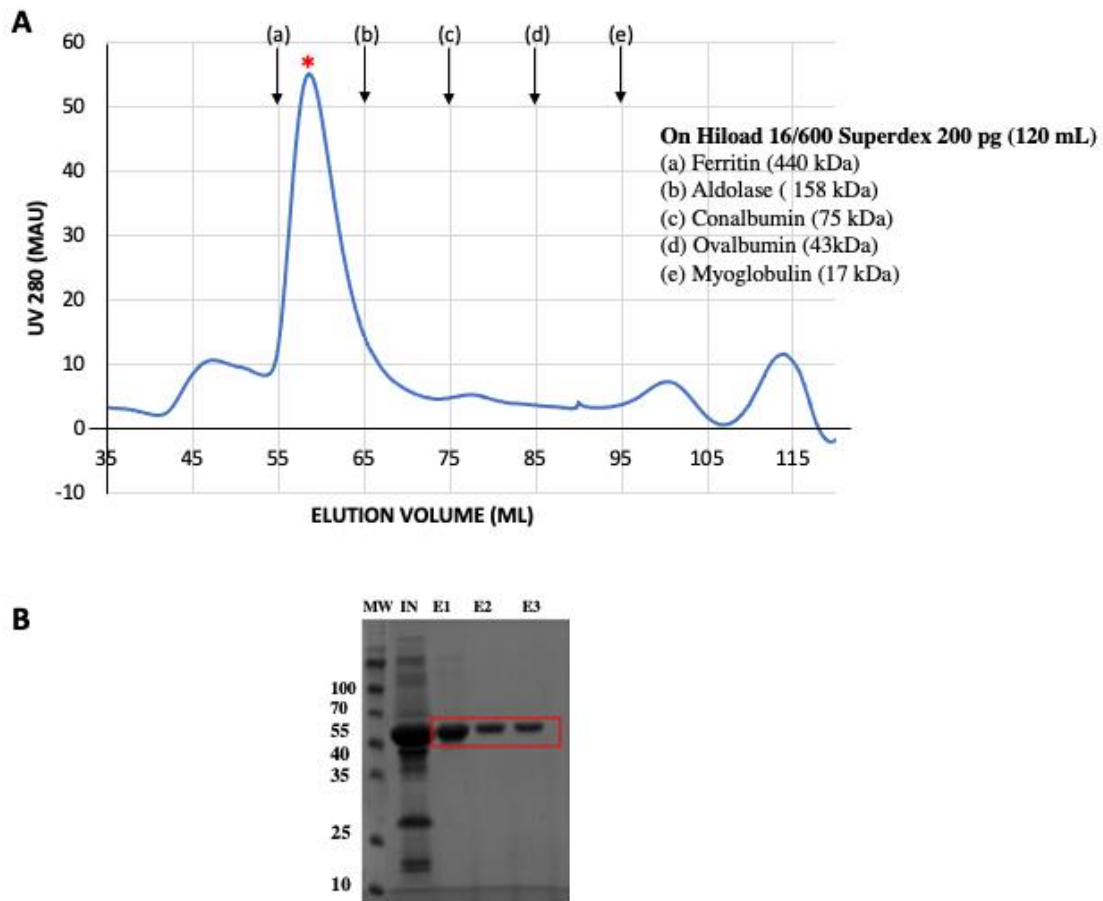 A
(a) (b) (c) (d) (e)
*
60
50
40
30
20
10
0
-10
UV 280 (MAU)
35 45 55 65 75 85 95 105 115
ELUTION VOLUME (ML)
On Hiload 16/600 Superdex 200 pg (120 mL)
(a) Ferritin (440 kDa)
(b) Aldolase ( 158 kDa)
(c) Conalbumin (75 kDa)
(d) Ovalbumin (43kDa)
(e) Myoglobulin (17 kDa)
B
MW IN E1 E2 E3
100
70
55
40
35
25
10